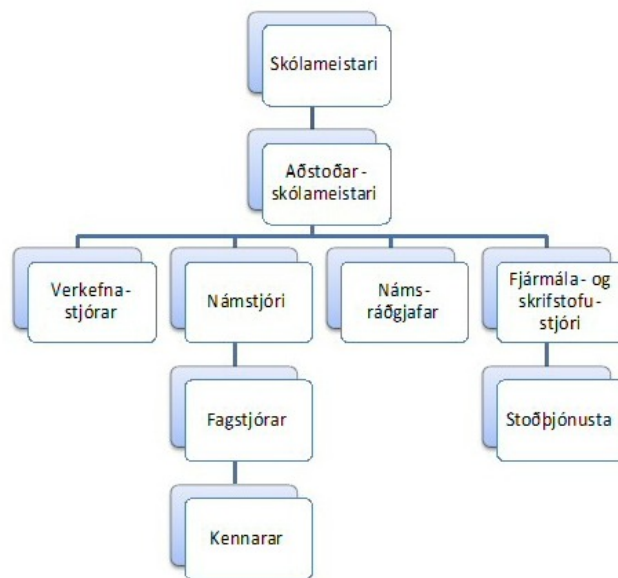 Skólameistari
Aðstoðar-
skólameistari
Verkefna-
stjórar
Námstjóri
Náms-
ráðgjafar
Fjármála- og
skrifstofu-
stjóri
Fagstjórar
Stoðþjónusta
Kennarar